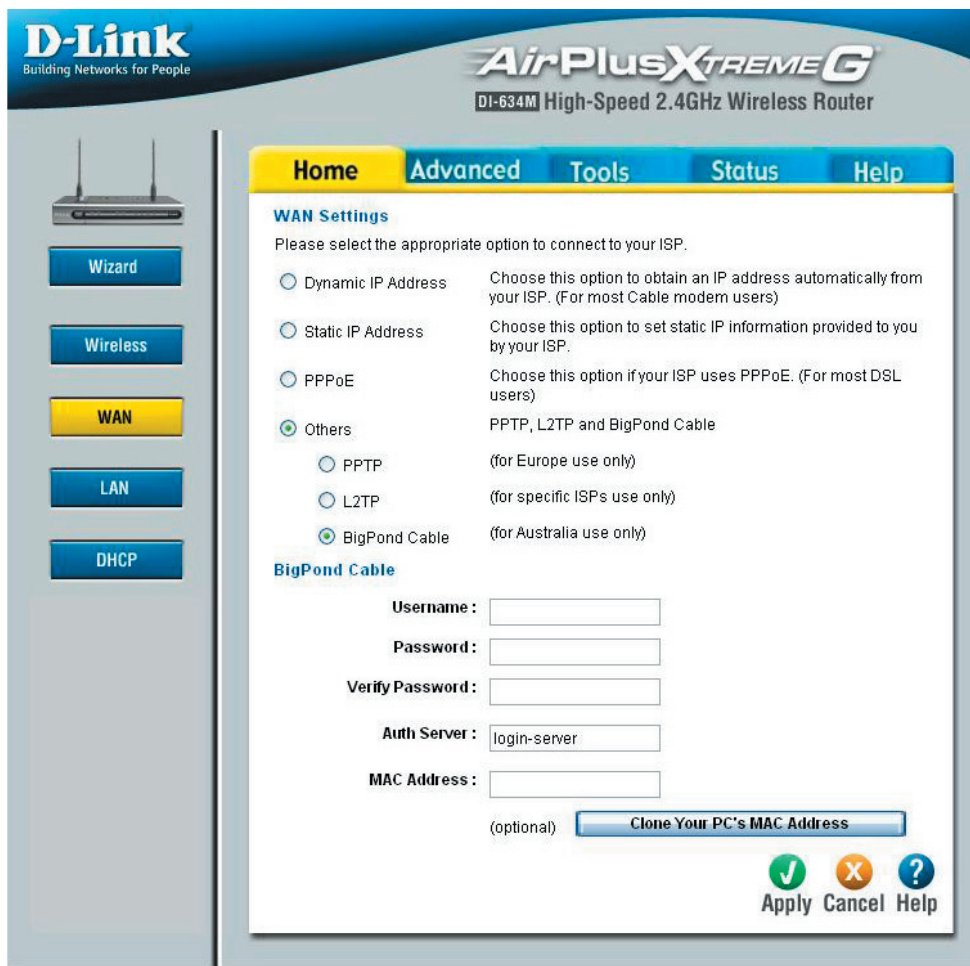 D-Link
Building Networks for People
AirPlus XTREME G
DI-634M High-Speed 2.4GHz Wireless Router
Wizard
Wireless
WAN
LAN
DHCP
Home Advanced Tools Status Help
WAN Settings
Please select the appropriate option to connect to your ISP.
Dynamic IP Address Choose this option to obtain an IP address automatically from
your ISP. (For most Cable modem users)
Static IP Address Choose this option to set static IP information provided to you
by your ISP.
PPPoE Choose this option if your ISP uses PPPoE. (For most DSL
users)
Others PPTP, L2TP and BigPond Cable
PPTP (for Europe use only)
L2TP (for specific ISPs use only)
BigPond Cable (for Australia use only)
BigPond Cable
Username :
Password :
Verify Password :
Auth Server : login-server
MAC Address :
(optional) Clone Your PC's MAC Address
Apply Cancel Help